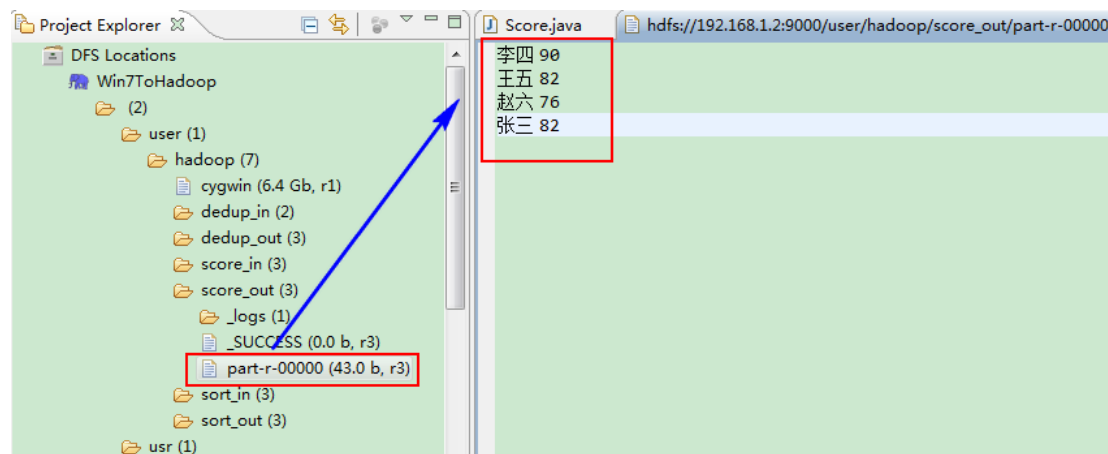 Project Explorer
DFS Locations
Win7ToHadoop
(2)
user (1)
hadoop (7)
cygwin (6.4 Gb, r1)
dedup_in (2)
dedup_out (3)
score_in (3)
score_out (3)
_logs (1)
_SUCCESS (0.0 b, r3)
part-r-00000 (43.0 b, r3)
sort_in (3)
sort_out (3)
usr (1)
Score.java
hdfs://192.168.1.2:9000/user/hadoop/score_out/part-r-00000
李四 90
王五 82
赵六 76
张三 82